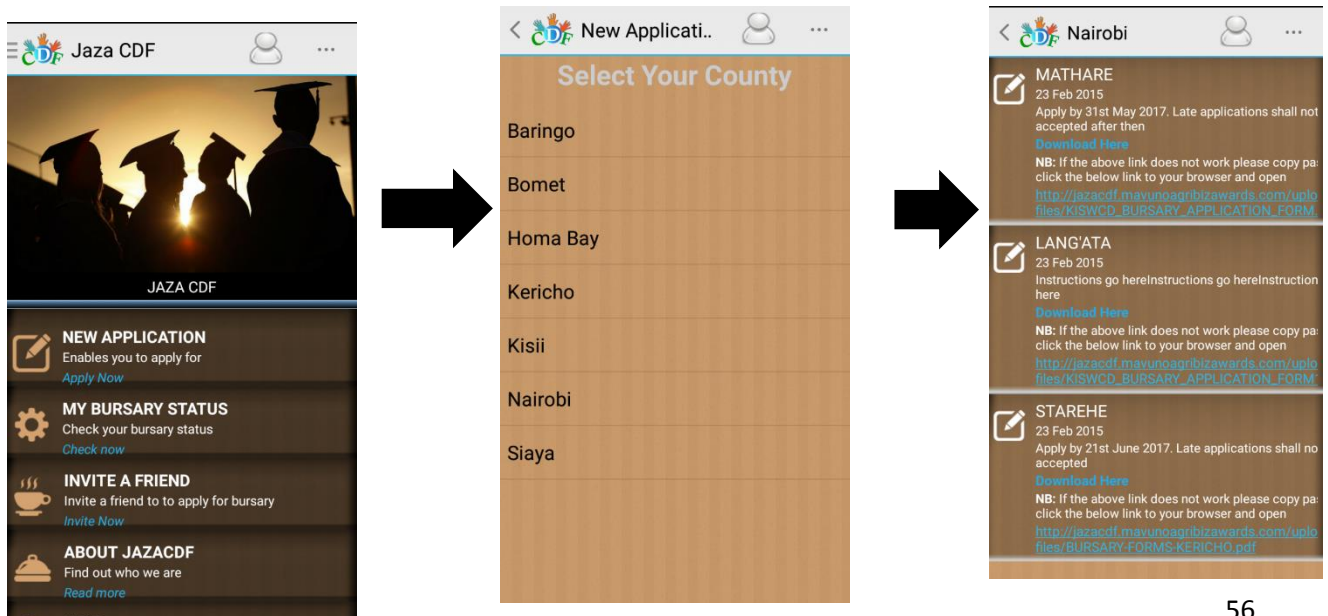 CDF Jaza CDF ...
JAZA CDF
NEW APPLICATION
Enables you to apply for
Apply Now
MY BURSARY STATUS
Check your bursary status
Check now
INVITE A FRIEND
Invite a friend to to apply for bursary
Invite Now
ABOUT JAZACDF
Find out who we are
Read more
< CDF New Applicati.. ...
Select Your County
Baringo
Bomet
Homa Bay
Kericho
Kisii
Nairobi
Siaya
< CDF Nairobi ...
MATHARE
23 Feb 2015
Apply by 31st May 2017. Late applications shall not
accepted after then
Download Here
NB: If the above link does not work please copy pa
click the below link to your browser and open
http://jazacdf.mavunoagribizawards.com/uplo
files/KISWCD_BURSARY_APPLICATION_FORM.
LANG'ATA
23 Feb 2015
Instructions go hereInstructions go hereInstruction
here
Download Here
NB: If the above link does not work please copy pa
click the below link to your browser and open
http://jazacdf.mavunoagribizawards.com/uplo
files/KISWCD_BURSARY_APPLICATION_FORM
STAREHE
23 Feb 2015
Apply by 21st June 2017. Late applications shall no
accepted
Download Here
NB: If the above link does not work please copy pa
click the below link to your browser and open
http://jazacdf.mavunoagribizawards.com/uplo
files/BURSARY-FORMS-KERICHO.pdf
56